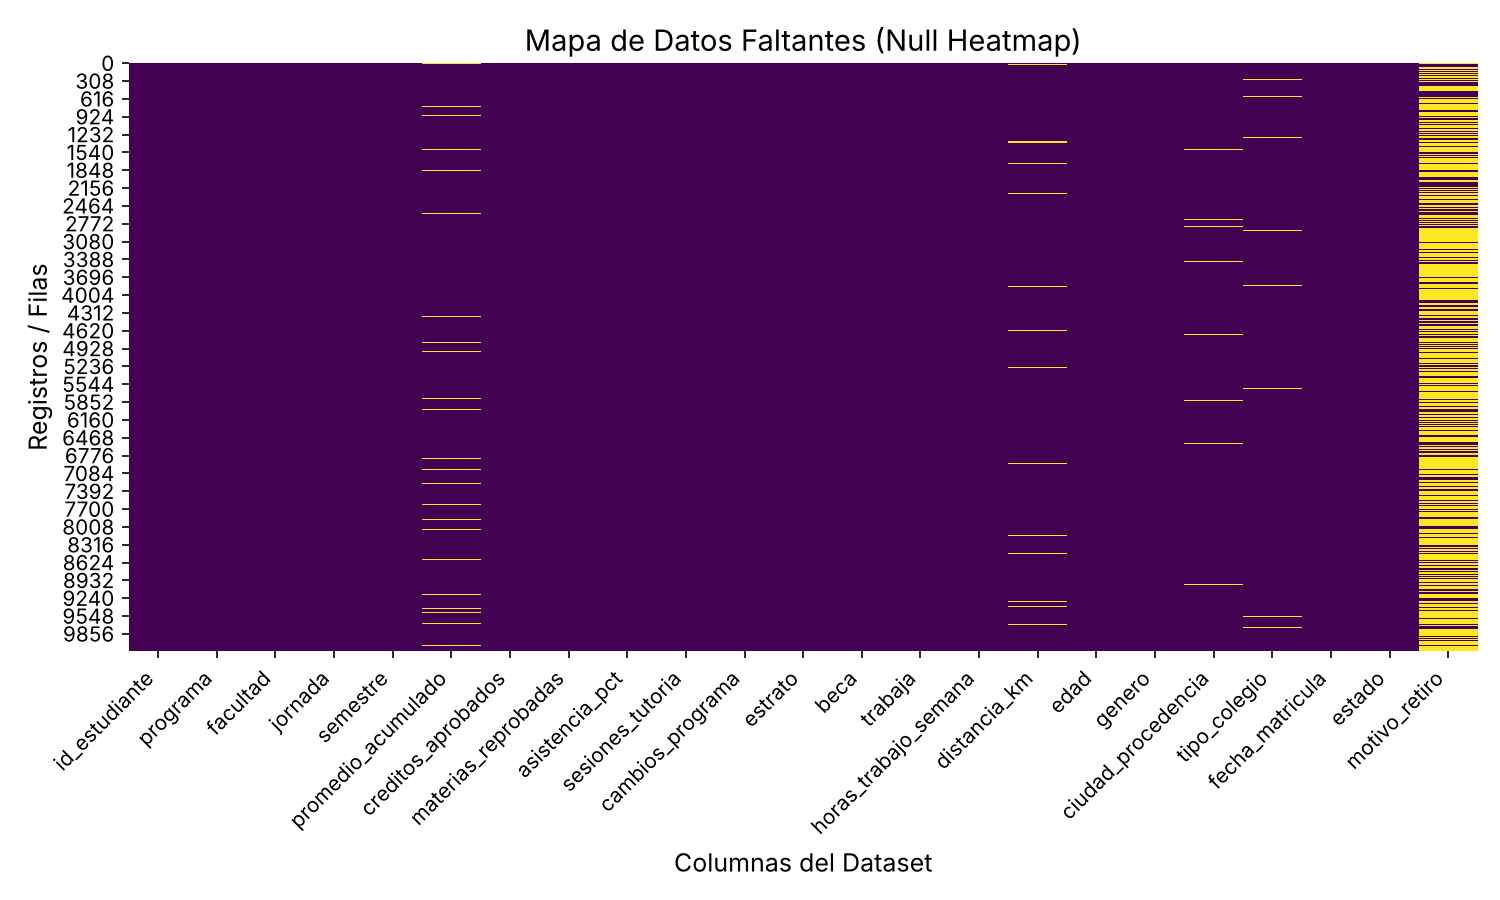 Mapa de Datos Faltantes (Null Heatmap)
Registros / Filas
0
308
616
924
1232
1540
1848
2156
2464
2772
3080
3388
3696
4004
4312
4620
4928
5236
5544
5852
6160
6468
6776
7084
7392
7700
8008
8316
8624
8932
9240
9548
9856
id_estudiante
programa
facultad
jornada
semestre
promedio_acumulado
creditos_aprobados
materias_reprobadas
asistencia_pct
sesiones_tutoria
cambios_programa
estrato
beca
trabaja
horas_trabajo_semana
distancia_km
edad
genero
ciudad_procedencia
tipo_colegio
fecha_matricula
estado
motivo_retiro
Columnas del Dataset